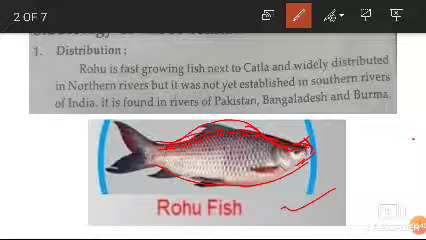 2 OF 7
1. Distribution :
Rohu is fast growing fish next to Catla and widely distributed
in Northern rivers but it was not yet established in southern rivers
of India. it is found in rivers of Pakistan, Bangaladesh and Burma.
Rohu Fish